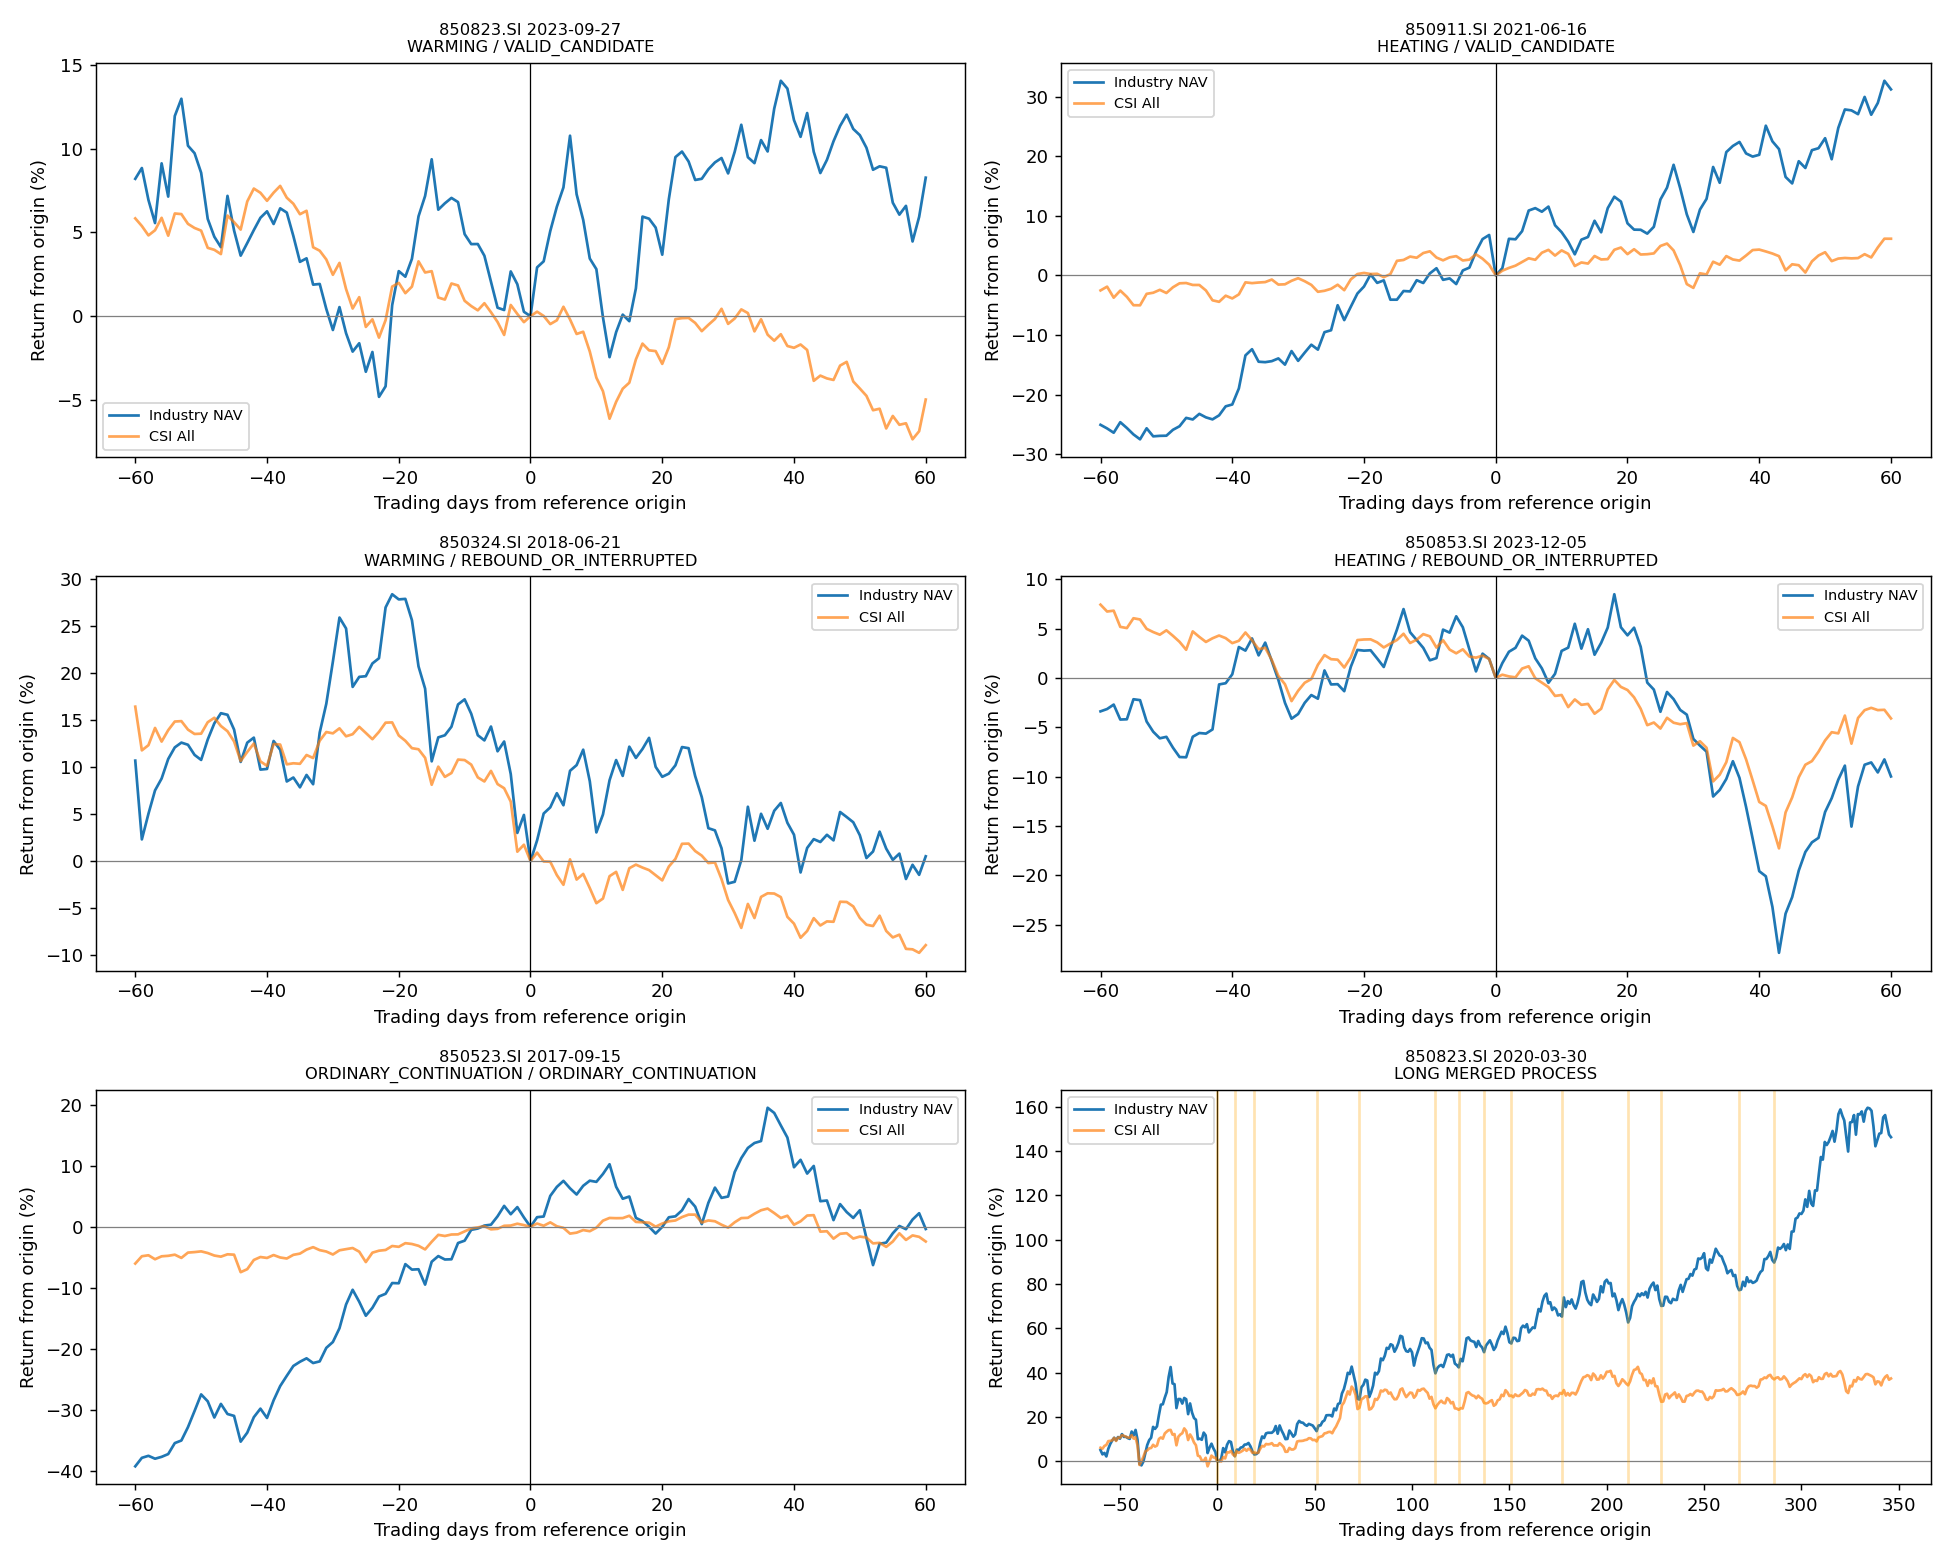 850823.SI 2023-09-27
WARMING / VALID_CANDIDATE
15
10
5
0
−5
Return from origin (%)
Industry NAV
CSI All
−60 −40 −20 0 20 40 60
Trading days from reference origin
850911.SI 2021-06-16
HEATING / VALID_CANDIDATE
30
20
10
0
−10
−20
−30
Return from origin (%)
Industry NAV
CSI All
−60 −40 −20 0 20 40 60
Trading days from reference origin
850324.SI 2018-06-21
WARMING / REBOUND_OR_INTERRUPTED
30
25
20
15
10
5
0
−5
−10
Return from origin (%)
Industry NAV
CSI All
−60 −40 −20 0 20 40 60
Trading days from reference origin
850853.SI 2023-12-05
HEATING / REBOUND_OR_INTERRUPTED
10
5
0
−5
−10
−15
−20
−25
Return from origin (%)
Industry NAV
CSI All
−60 −40 −20 0 20 40 60
Trading days from reference origin
850523.SI 2017-09-15
ORDINARY_CONTINUATION / ORDINARY_CONTINUATION
20
10
0
−10
−20
−30
−40
Return from origin (%)
Industry NAV
CSI All
−60 −40 −20 0 20 40 60
Trading days from reference origin
850823.SI 2020-03-30
LONG MERGED PROCESS
160
140
120
100
80
60
40
20
0
Return from origin (%)
Industry NAV
CSI All
−50 0 50 100 150 200 250 300 350
Trading days from reference origin